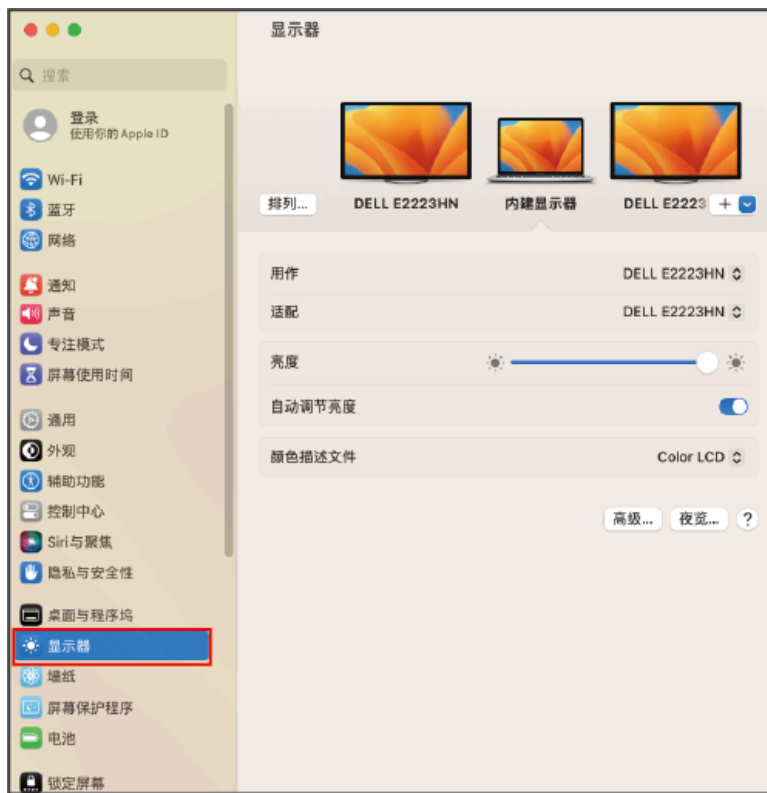 显示器
搜索
登录
使用你的 Apple ID
Wi-Fi
蓝牙
网络
通知
声音
专注模式
屏幕使用时间
通用
外观
辅助功能
控制中心
Siri与聚焦
隐私与安全性
桌面与程序坞
显示器
墙纸
屏幕保护程序
电池
锁定屏幕
排列...
DELL E2223HN
内建显示器
DELL E2223
用作
DELL E2223HN
适配
DELL E2223HN
亮度
自动调节亮度
颜色描述文件
Color LCD
高级...
夜览...
?